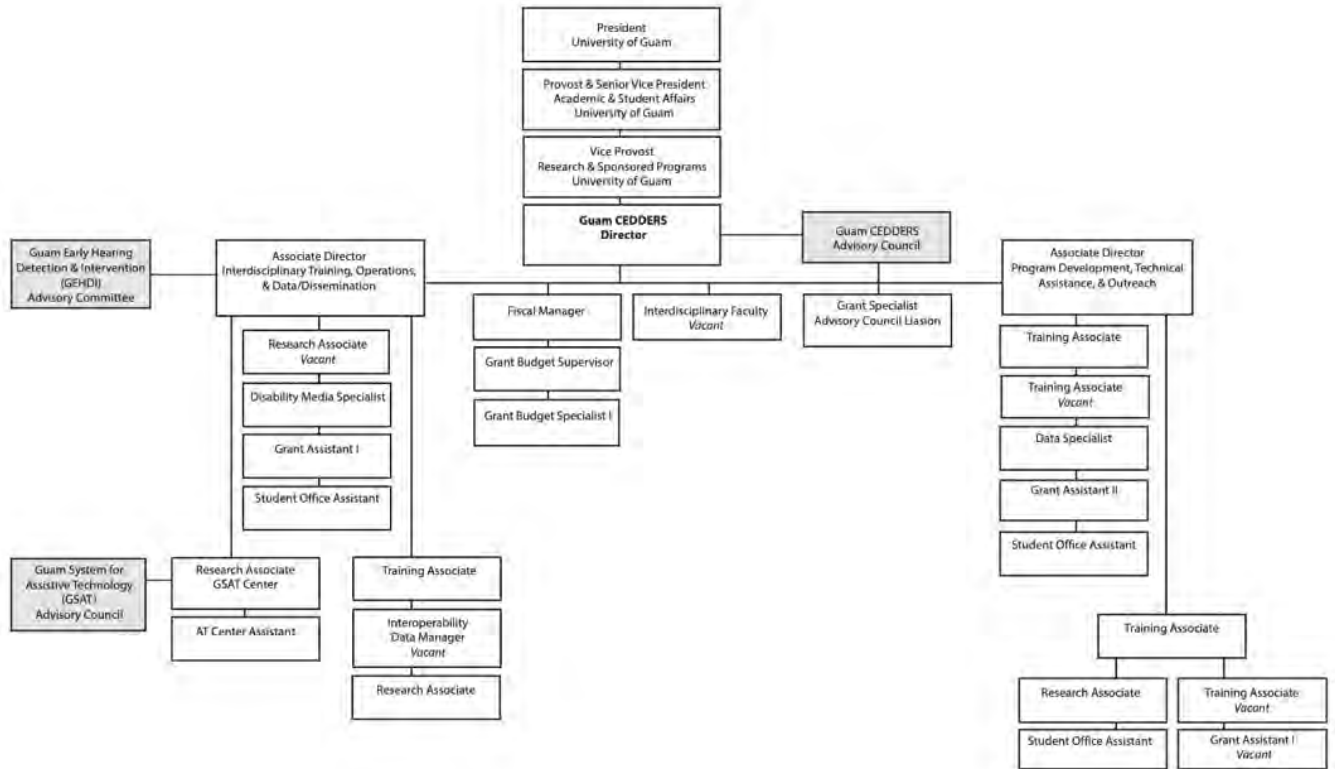 President
University of Guam
Provost & Senior Vice President
Academic & Student Affairs
University of Guam
Vice Provost
Research & Sponsored Programs
University of Guam
Guam CEDDERS
Director
Guam CEDDERS
Advisory Council
Guam Early Hearing
Detection & Intervention
(GEHDI)
Advisory Committee
Associate Director
Interdisciplinary Training, Operations,
& Data/Dissemination
Associate Director
Program Development, Technical
Assistance, & Outreach
Fiscal Manager
Interdisciplinary Faculty
Vacant
Grant Specialist
Advisory Council Liasion
Grant Budget Supervisor
Grant Budget Specialist I
Research Associate
Vacant
Disability Media Specialist
Grant Assistant I
Student Office Assistant
Training Associate
Training Associate
Vacant
Data Specialist
Grant Assistant II
Student Office Assistant
Guam System for
Assistive Technology
(GSAT)
Advisory Council
Research Associate
GSAT Center
AT Center Assistant
Training Associate
Interoperability
Data Manager
Vacant
Research Associate
Training Associate
Research Associate
Student Office Assistant
Training Associate
Vacant
Grant Assistant I
Vacant